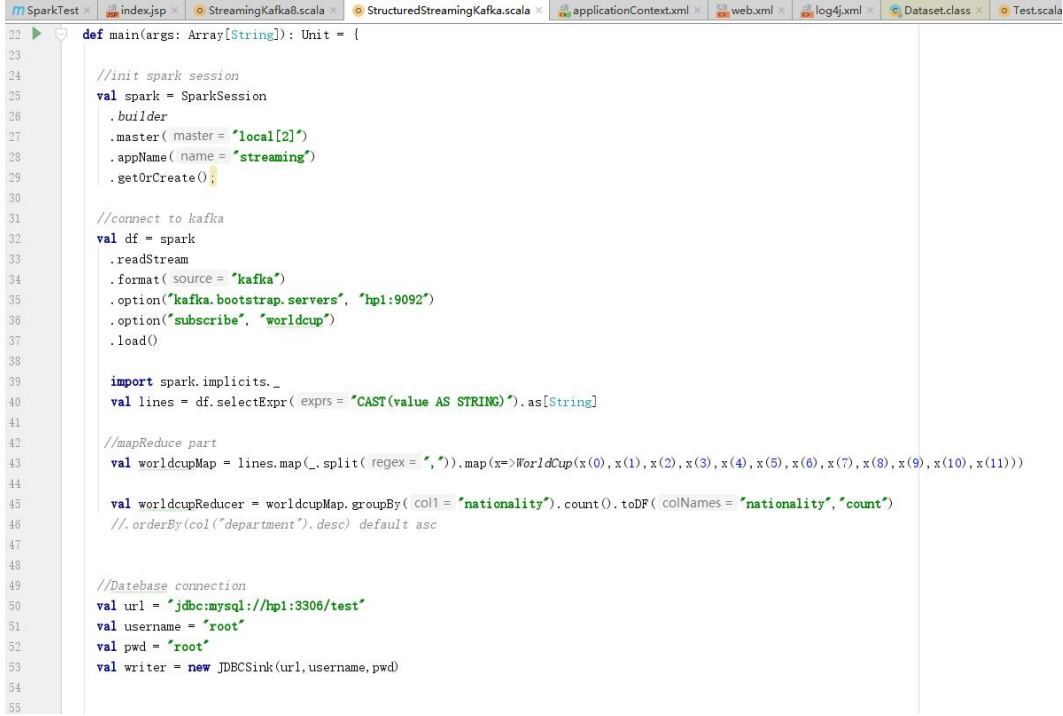 SparkTest × index.jsp × StreamingKafka8.scala × StructuredStreamingKafka.scala × applicationContext.xml × web.xml × log4j.xml × Dataset.class × Test.scala
22 def main(args: Array[String]): Unit = {
23
24 //init spark session
25 val spark = SparkSession
26 .builder
27 .master( master = "local[2]")
28 .appName( name = "streaming")
29 .getOrCreate();
30
31 //connect to kafka
32 val df = spark
33 .readStream
34 .format( source = "kafka")
35 .option("kafka.bootstrap.servers", "hp1:9092")
36 .option("subscribe", "worldcup")
37 .load()
38
39 import spark.implicits._
40 val lines = df.selectExpr( exprs = "CAST(value AS STRING)").as[String]
41
42 //mapReduce part
43 val worldcupMap = lines.map(_.split( regex = ",")).map(x=>WorldCup(x(0),x(1),x(2),x(3),x(4),x(5),x(6),x(7),x(8),x(9),x(10),x(11)))
44
45 val worldcupReducer = worldcupMap.groupBy( col1 = "nationality").count().toDF( colNames = "nationality","count")
46 //.orderBy(col("department").desc) default asc
47
48
49 //Datebase connection
50 val url = "jdbc:mysql://hp1:3306/test"
51 val username = "root"
52 val pwd = "root"
53 val writer = new JDBCSink(url,username,pwd)
54
55